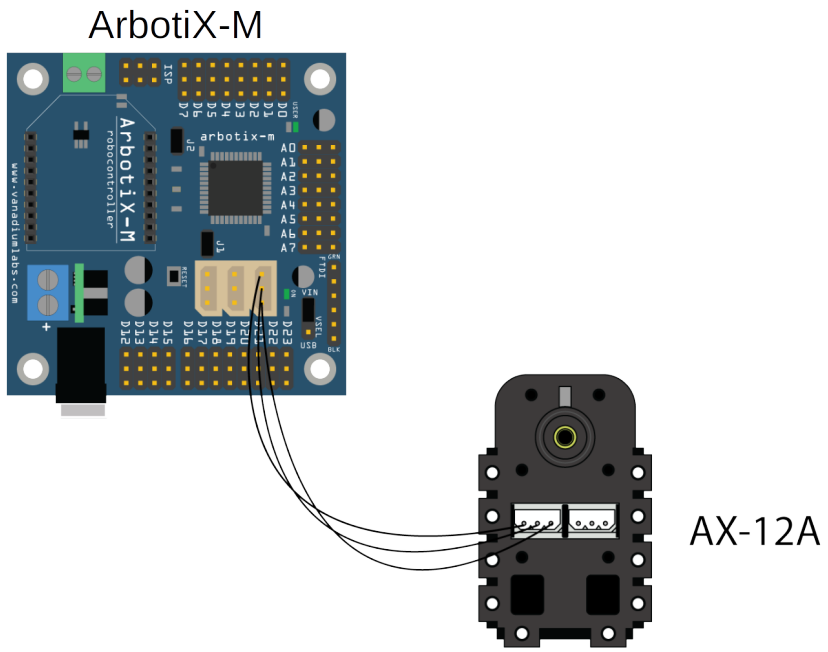 ArbotiX-M
ISP
D7 D6 D5 D4 D3 D2 D1 D0
USER
arbotix-m
J2
ArbotiX-M
robocontroller
www.vanadiumlabs.com
A0
A1
A2
A3
A4
A5
A6
A7
J1
RESET
FTDI
GRN
VIN
ON
VSEL
USB
BLK
+
D12 D13 D14 D15 D16 D17 D18 D19 D20 D21 D22 D23
AX-12A